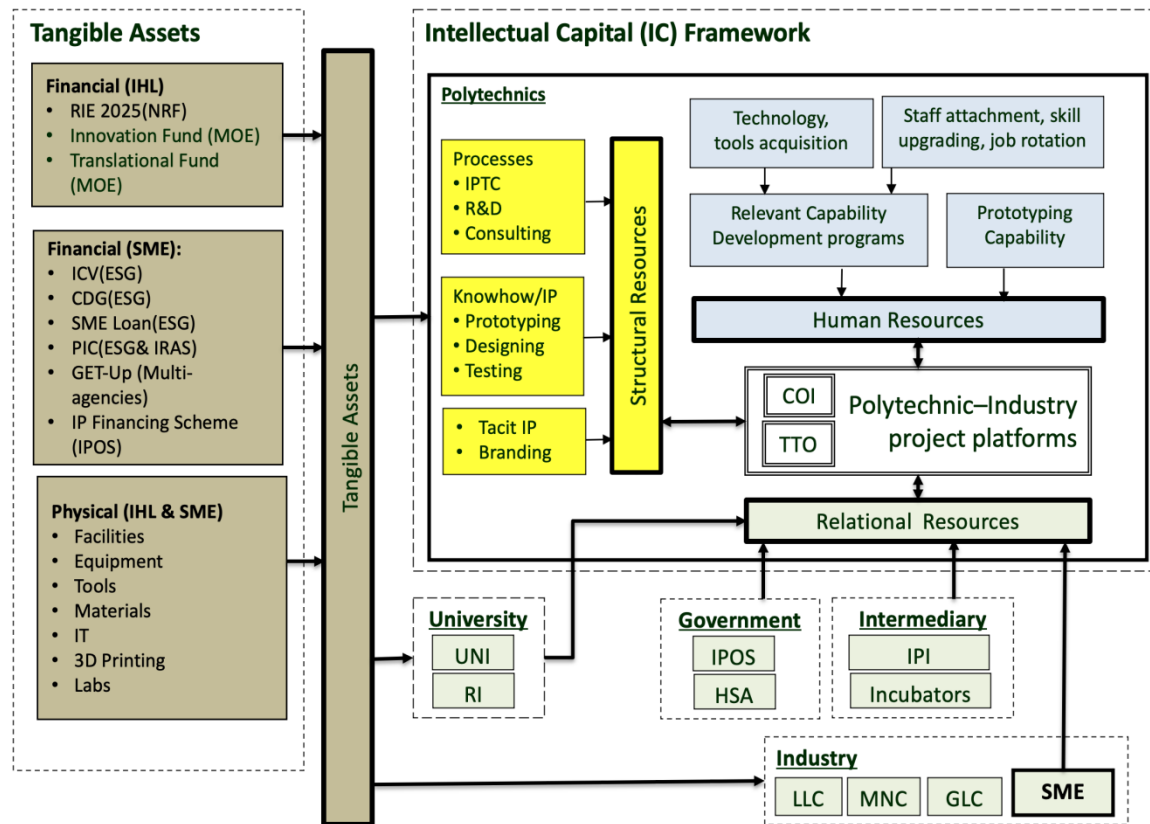 Tangible Assets
Financial (IHL)
• RIE 2025(NRF)
• Innovation Fund (MOE)
• Translational Fund
(MOE)
Financial (SME):
• ICV(ESG)
• CDG(ESG)
• SME Loan(ESG)
• PIC(ESG& IRAS)
• GET-Up (Multi-
agencies)
• IP Financing Scheme
(IPOS)
Physical (IHL & SME)
• Facilities
• Equipment
• Tools
• Materials
• IT
• 3D Printing
• Labs
Tangible Assets
Intellectual Capital (IC) Framework
Polytechnics
Processes
• IPTC
• R&D
• Consulting
Knowhow/IP
• Prototyping
• Designing
• Testing
• Tacit IP
• Branding
Structural Resources
Technology,
tools acquisition
Staff attachment, skill
upgrading, job rotation
Relevant Capability
Development programs
Prototyping
Capability
Human Resources
COI
TTO
Polytechnic–Industry
project platforms
Relational Resources
University
UNI
RI
Government
IPOS
HSA
Intermediary
IPI
Incubators
Industry
LLC
MNC
GLC
SME